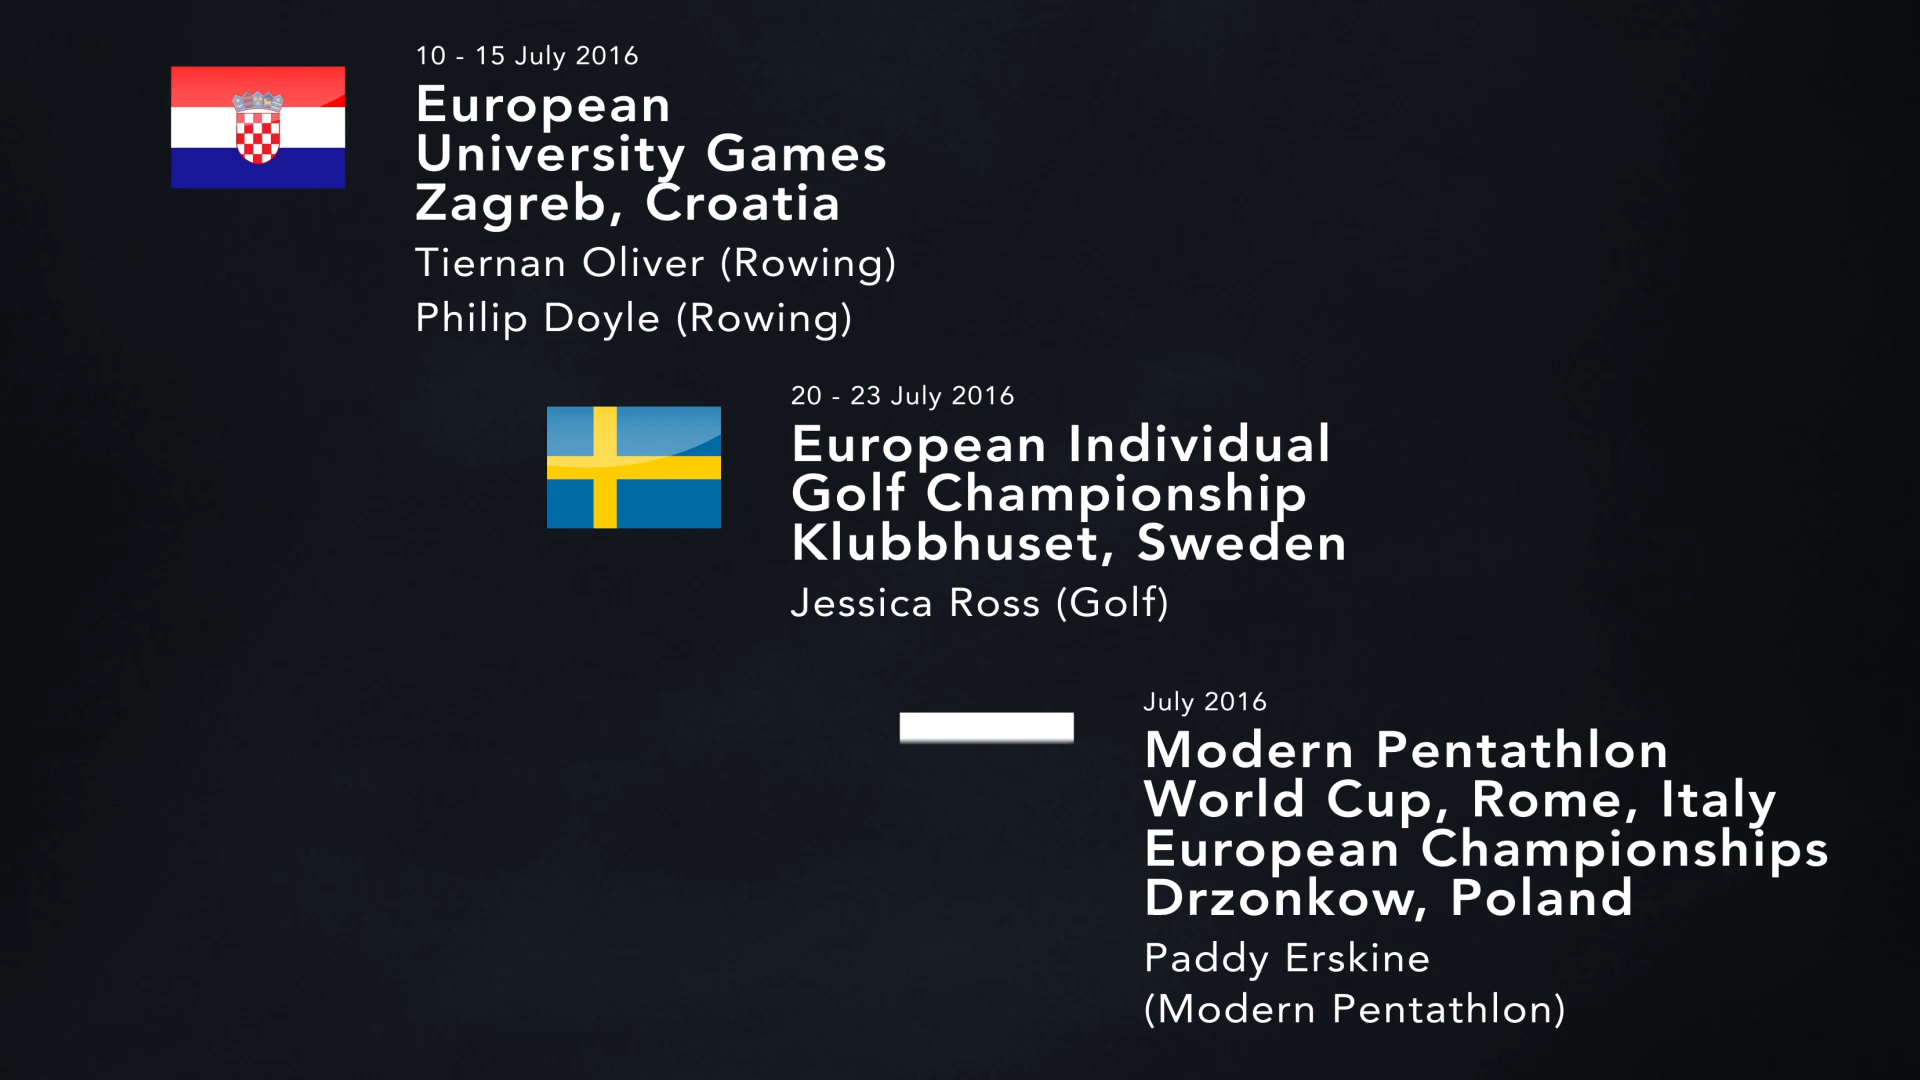 10 - 15 July 2016
European
University Games
Zagreb, Croatia
Tiernan Oliver (Rowing)
Philip Doyle (Rowing)
20 - 23 July 2016
European Individual
Golf Championship
Klubbhuset, Sweden
Jessica Ross (Golf)
July 2016
Modern Pentathlon
World Cup, Rome, Italy
European Championships
Drzonkow, Poland
Paddy Erskine
(Modern Pentathlon)